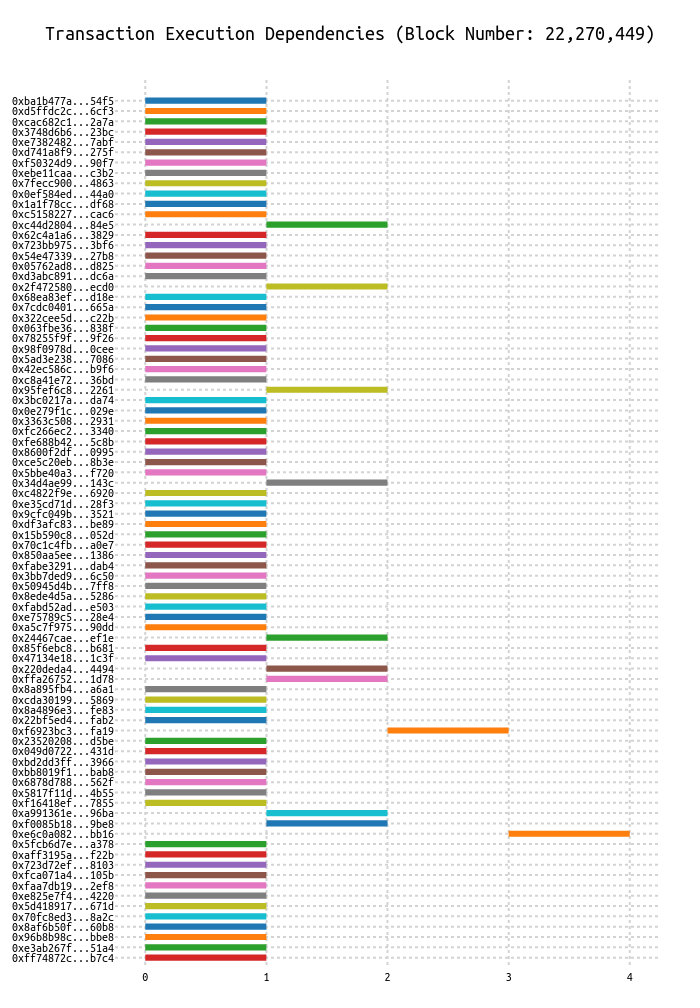 Transaction Execution Dependencies (Block Number: 22,270,449)
0xba1b477a...54f5
0xd5ffdc2c...6cf3
0xcac682c1...2a7a
0x3748d6b6...23bc
0xe7382482...7abf
0xd741a8f9...275f
0xf50324d9...90f7
0xebe11caa...c3b2
0x7fecc900...4863
0x0ef584ed...44a0
0x1a1f78cc...df68
0xc5158227...cac6
0xc44d2804...84e5
0x62c4a1a6...3829
0x723bb975...3bf6
0x54e47339...27b8
0x05762ad8...d825
0xd3abc891...dc6a
0x2f472580...ecd0
0x68ea83ef...d18e
0x7cdc0401...665a
0x322cee5d...c22b
0x063fbe36...838f
0x78255f9f...9f26
0x98f0978d...0cee
0x5ad3e238...7086
0x42ec586c...b9f6
0xc8a41e72...36bd
0x95fef6c8...2261
0x3bc0217a...da74
0x0e279f1c...029e
0x3363c508...2931
0xfc266ec2...3340
0xfe688b42...5c8b
0x8600f2df...0995
0xce5c20eb...8b3e
0x5bbe40a3...f720
0x34d4ae99...143c
0xc4822f9e...6920
0xe35cd71d...28f3
0x9cfc049b...3521
0xdf3afc83...be89
0x15b590c8...052d
0x70c1c4fb...a0e7
0x850aa5ee...1386
0xfabe3291...dab4
0x3bb7ded9...6c50
0x50945d4b...7ff8
0x8ede4d5a...5286
0xfabd52ad...e503
0xe75789c5...28e4
0xa5c7f975...90dd
0x24467cae...ef1e
0x85f6ebc8...b681
0x47134e18...1c3f
0x220deda4...4494
0xffa26752...1d78
0x8a895fb4...a6a1
0xcda30199...5869
0x8a4896e3...fe83
0x22bf5ed4...fab2
0xf6923bc3...fa19
0x23520208...d5be
0x049d0722...431d
0xbd2dd3ff...3966
0xbb8019f1...bab8
0x6878d788...562f
0x5817f11d...4b55
0xf16418ef...7855
0xa991361e...96ba
0xf0085b18...9be8
0xe6c0a082...bb16
0x5fcb6d7e...a378
0xaff3195a...f22b
0x723d72ef...8103
0xfca071a4...105b
0xfaa7db19...2ef8
0xe825e7f4...4220
0x5d418917...671d
0x70fc8ed3...8a2c
0x8af6b50f...60b8
0x96b8b98c...bbe8
0xe3ab267f...51a4
0xff74872c...b7c4
0 1 2 3 4